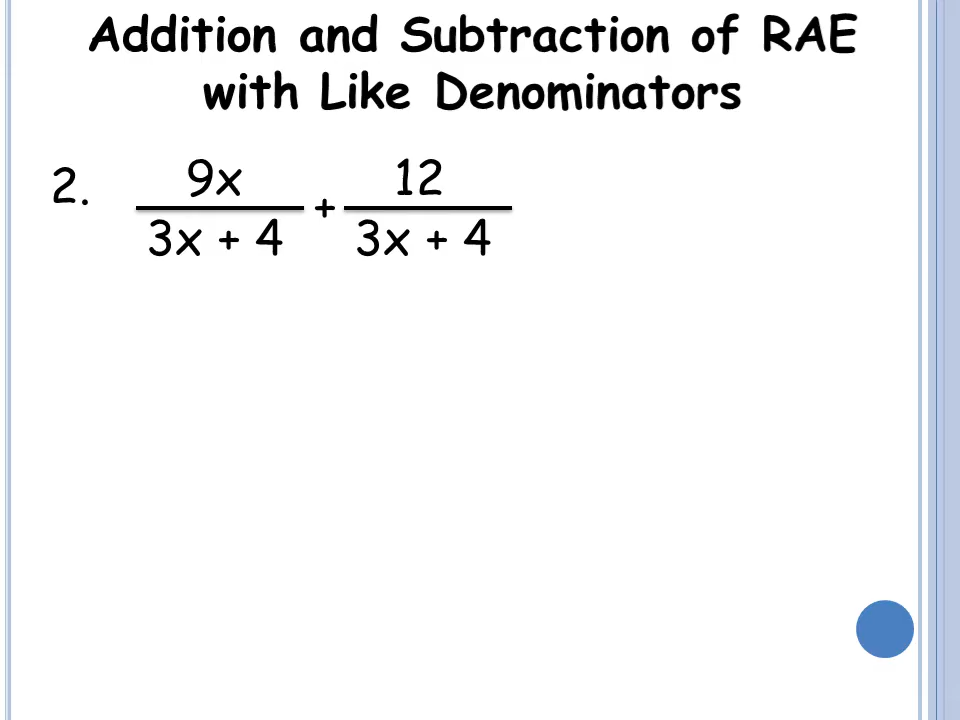 Addition and Subtraction of RAE
with Like Denominators
2. 9x + 12
3x + 4 3x + 4